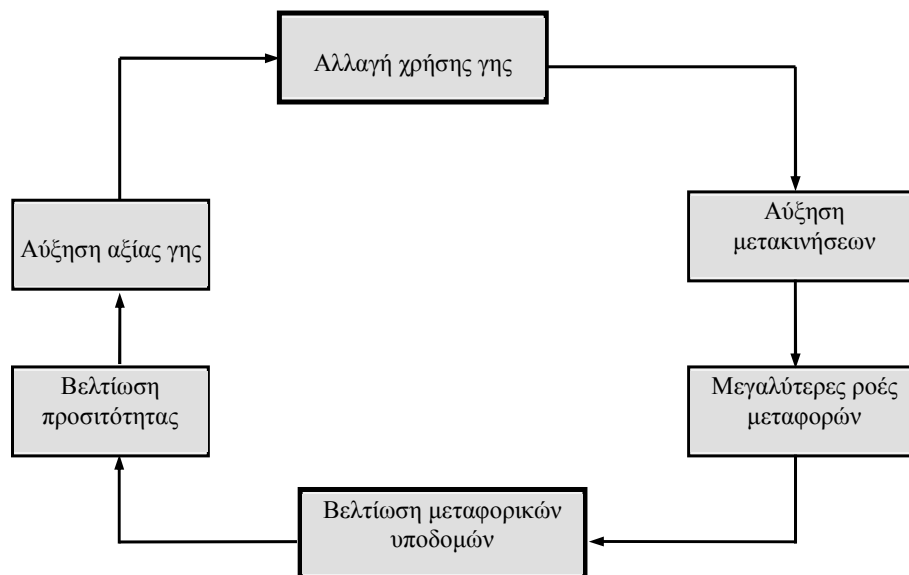 Αλλαγή χρήσης γης
Αύξηση
μετακινήσεων
Μεγαλύτερες ροές
μεταφορών
Βελτίωση μεταφορικών
υποδομών
Βελτίωση
προσιτότητας
Αύξηση αξίας γης